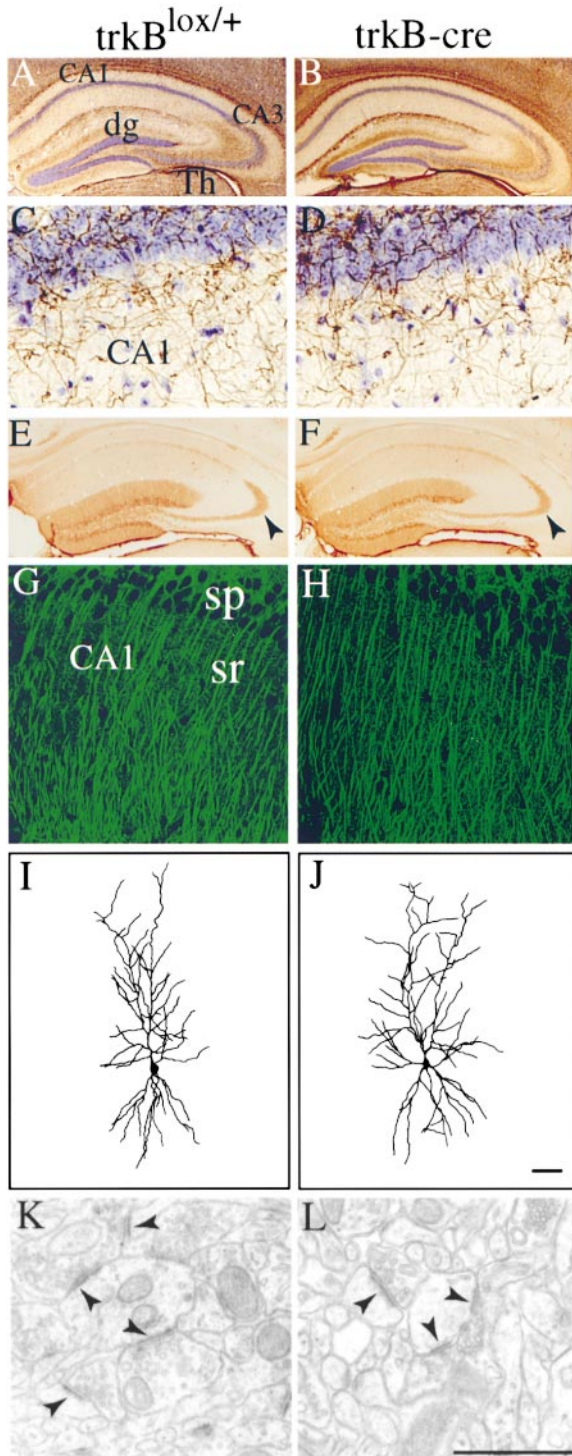 trkB lox/+ trkB-cre
A CA1 CA3 dg Th B
C CA1 D
E F
G sp CA1 sr H
I J
K L